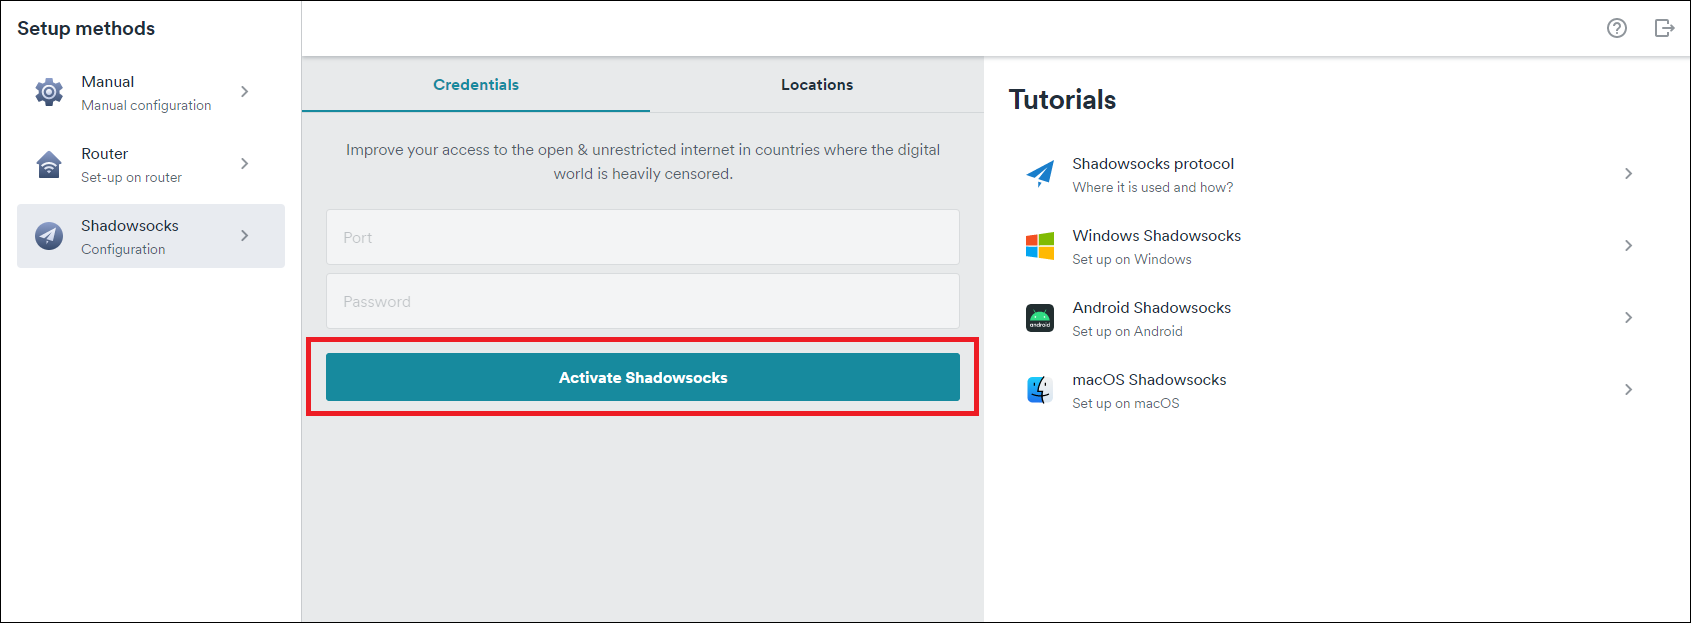 Setup methods
Manual
Manual configuration
Router
Set-up on router
Shadowsocks
Configuration
Credentials
Locations
Improve your access to the open & unrestricted internet in countries where the digital
world is heavily censored.
Port
Password
Activate Shadowsocks
Tutorials
Shadowsocks protocol
Where it is used and how?
Windows Shadowsocks
Set up on Windows
android
Android Shadowsocks
Set up on Android
macOS Shadowsocks
Set up on macOS